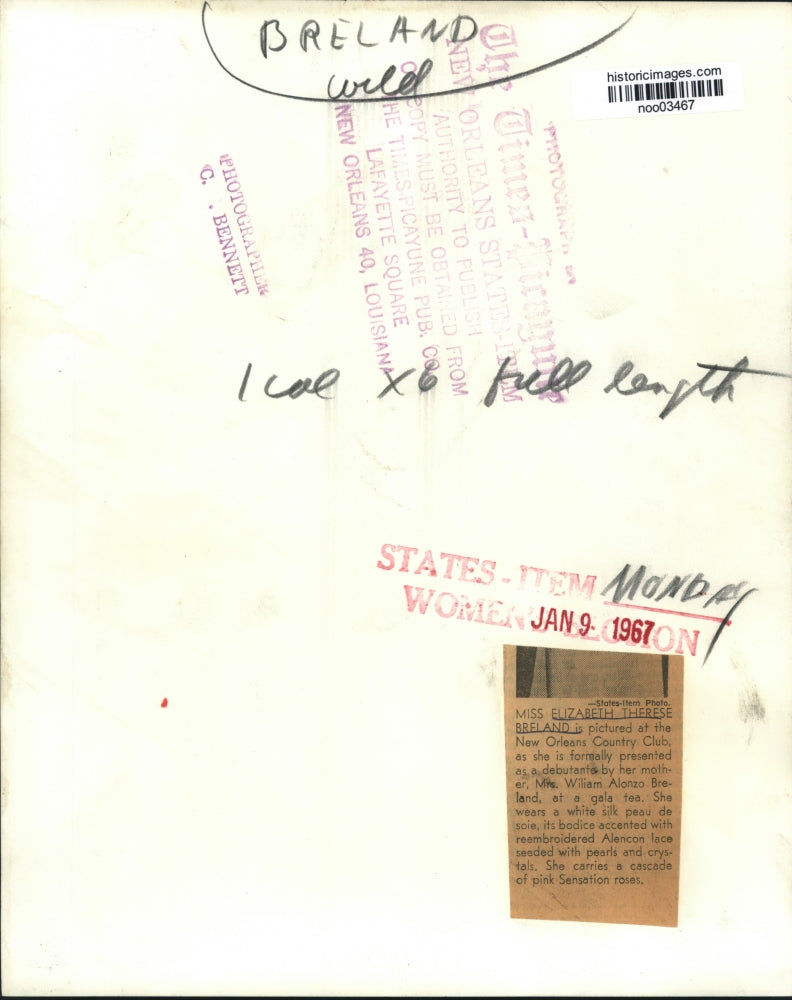 BRELAND
wed
historicimages.com
noo03467
PHOTOGRAPH BY
The Times-Picayune
NEW ORLEANS STATES-ITEM
AUTHORITY TO PUBLISH
COPY MUST BE OBTAINED FROM
THE TIMES-PICAYUNE PUB. CO.
LAFAYETTE SQUARE
NEW ORLEANS 40, LOUISIANA
PHOTOGRAPHER
C. . BENNETT
1 col X6 full length
STATES-ITEM MONDAY
WOMEN'S SECTION
JAN 9 1967
—States-Item Photo.
MISS ELIZABETH THERESE
BRELAND is pictured at the
New Orleans Country Club,
as she is formally presented
as a debutante by her moth-
er, Mrs. Wiliam Alonzo Bre-
land, at a gala tea. She
wears a white silk peau de
soie, its bodice accented with
reembroidered Alencon lace
seeded with pearls and crys-
tals. She carries a cascade
of pink Sensation roses.